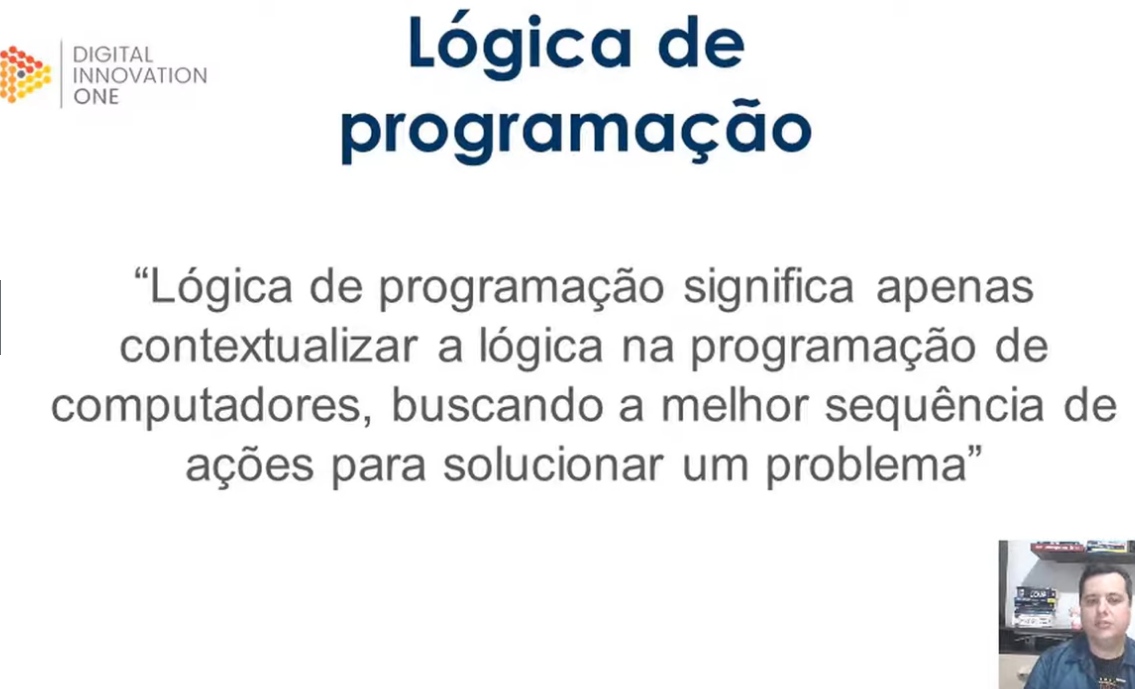 DIGITAL
INNOVATION
ONE
Lógica de
programação
“Lógica de programação significa apenas
contextualizar a lógica na programação de
computadores, buscando a melhor sequência de
ações para solucionar um problema”